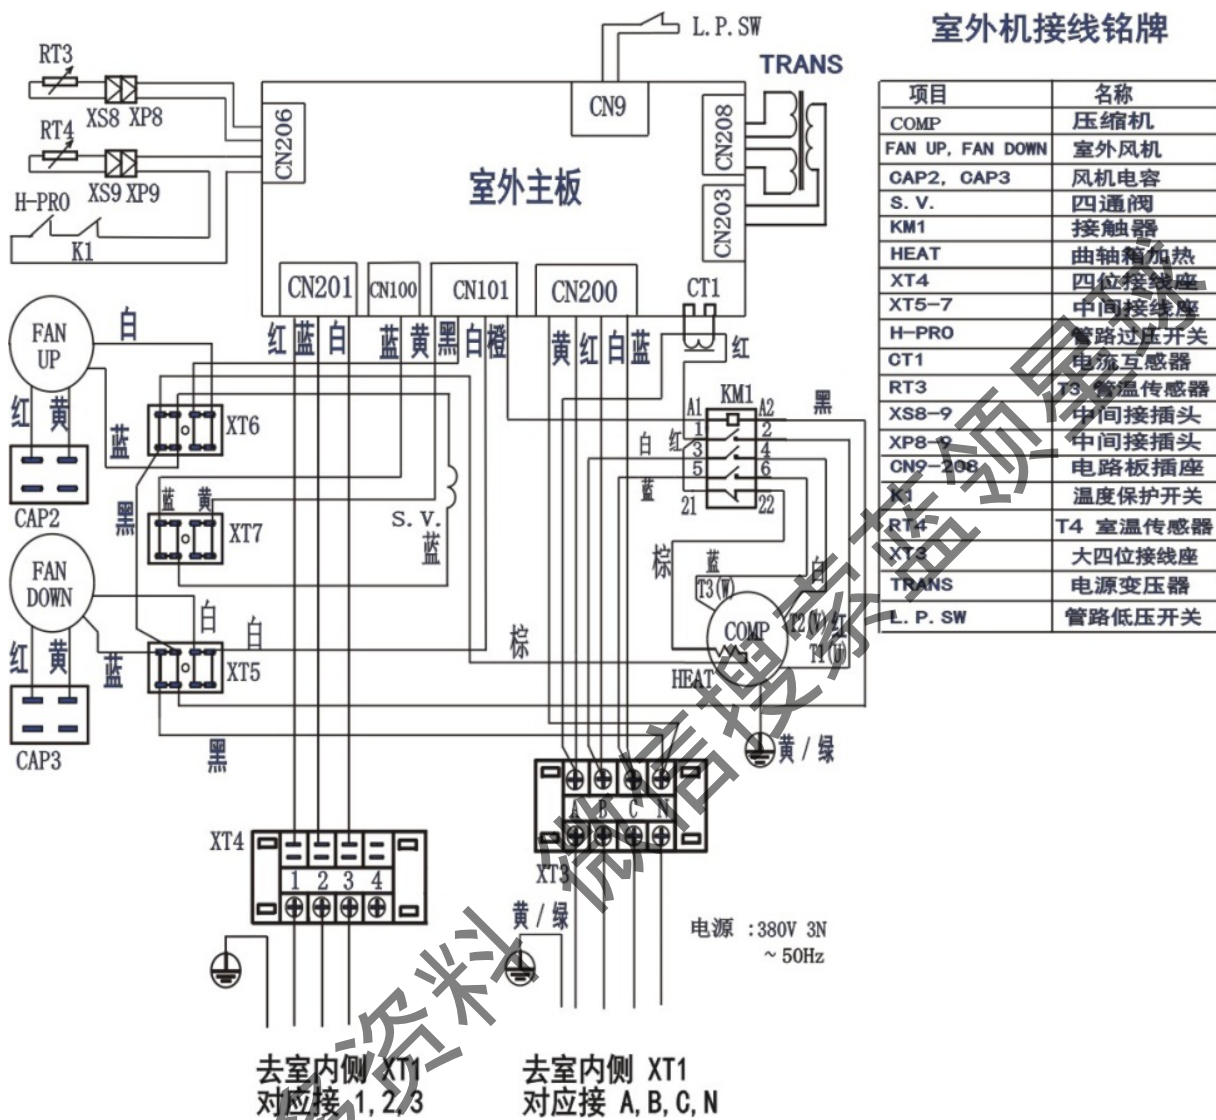 室外机接线铭牌
L.P.SW
TRANS
RT3
XS8 XP8
RT4
XS9 XP9
H-PRO
K1
CN206
CN9
CN208
CN203
室外主板
CN201
CN100
CN101
CN200
CT1
项目 名称
COMP 压缩机
FAN UP, FAN DOWN 室外风机
CAP2, CAP3 风机电容
S.V. 四通阀
KM1 接触器
HEAT 曲轴箱加热
XT4 四位接线座
XT5-7 中间接线座
H-PRO 管路过压开关
CT1 电流互感器
RT3 T3 管温传感器
XS8-9 中间接插头
XP8-9 中间接插头
CN9-208 电路板插座
K1 温度保护开关
RT4 T4 室温传感器
XT3 大四位接线座
TRANS 电源变压器
L.P.SW 管路低压开关
红 蓝 白 蓝 黄 黑 白 橙 黄 红 白 蓝 红
FAN
UP
白
红 黄
蓝
XT6
CAP2
黑
蓝 黄
XT7
S.V.
蓝
KM1
A1 A2
黑
1 2
3 4
5 6
21 22
白 红
蓝
棕
蓝
白
T3(W)
COMP
T2(V) 红
T1(U)
HEAT
FAN
DOWN
白
白
棕
红 黄
蓝
XT5
CAP3
黑
黄/绿
XT4
1 2 3 4
A B C N
XT3
黄/绿
电源 :380V 3N
~50Hz
去室内侧 XT1
对应接 1,2,3
去室内侧 XT1
对应接 A,B,C,N
资料 微信搜索蓝领星球